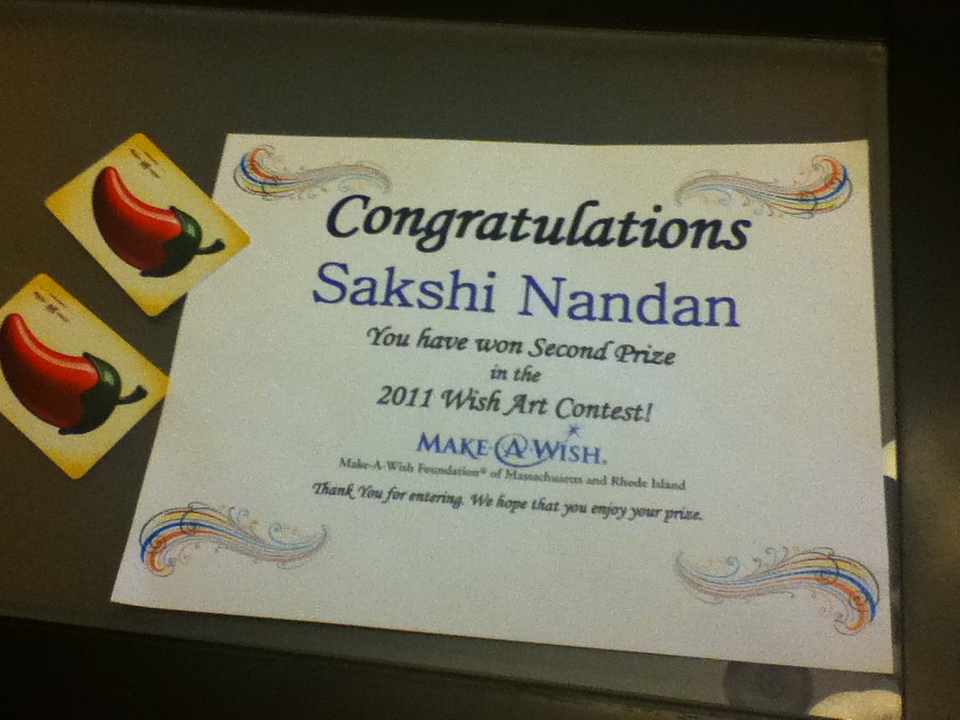 Congratulations
Sakshi Nandan
You have won Second Prize
in the
2011 Wish Art Contest!
MAKE·A·WISH®
Make-A-Wish Foundation® of Massachusetts and Rhode Island
Thank You for entering. We hope that you enjoy your prize.